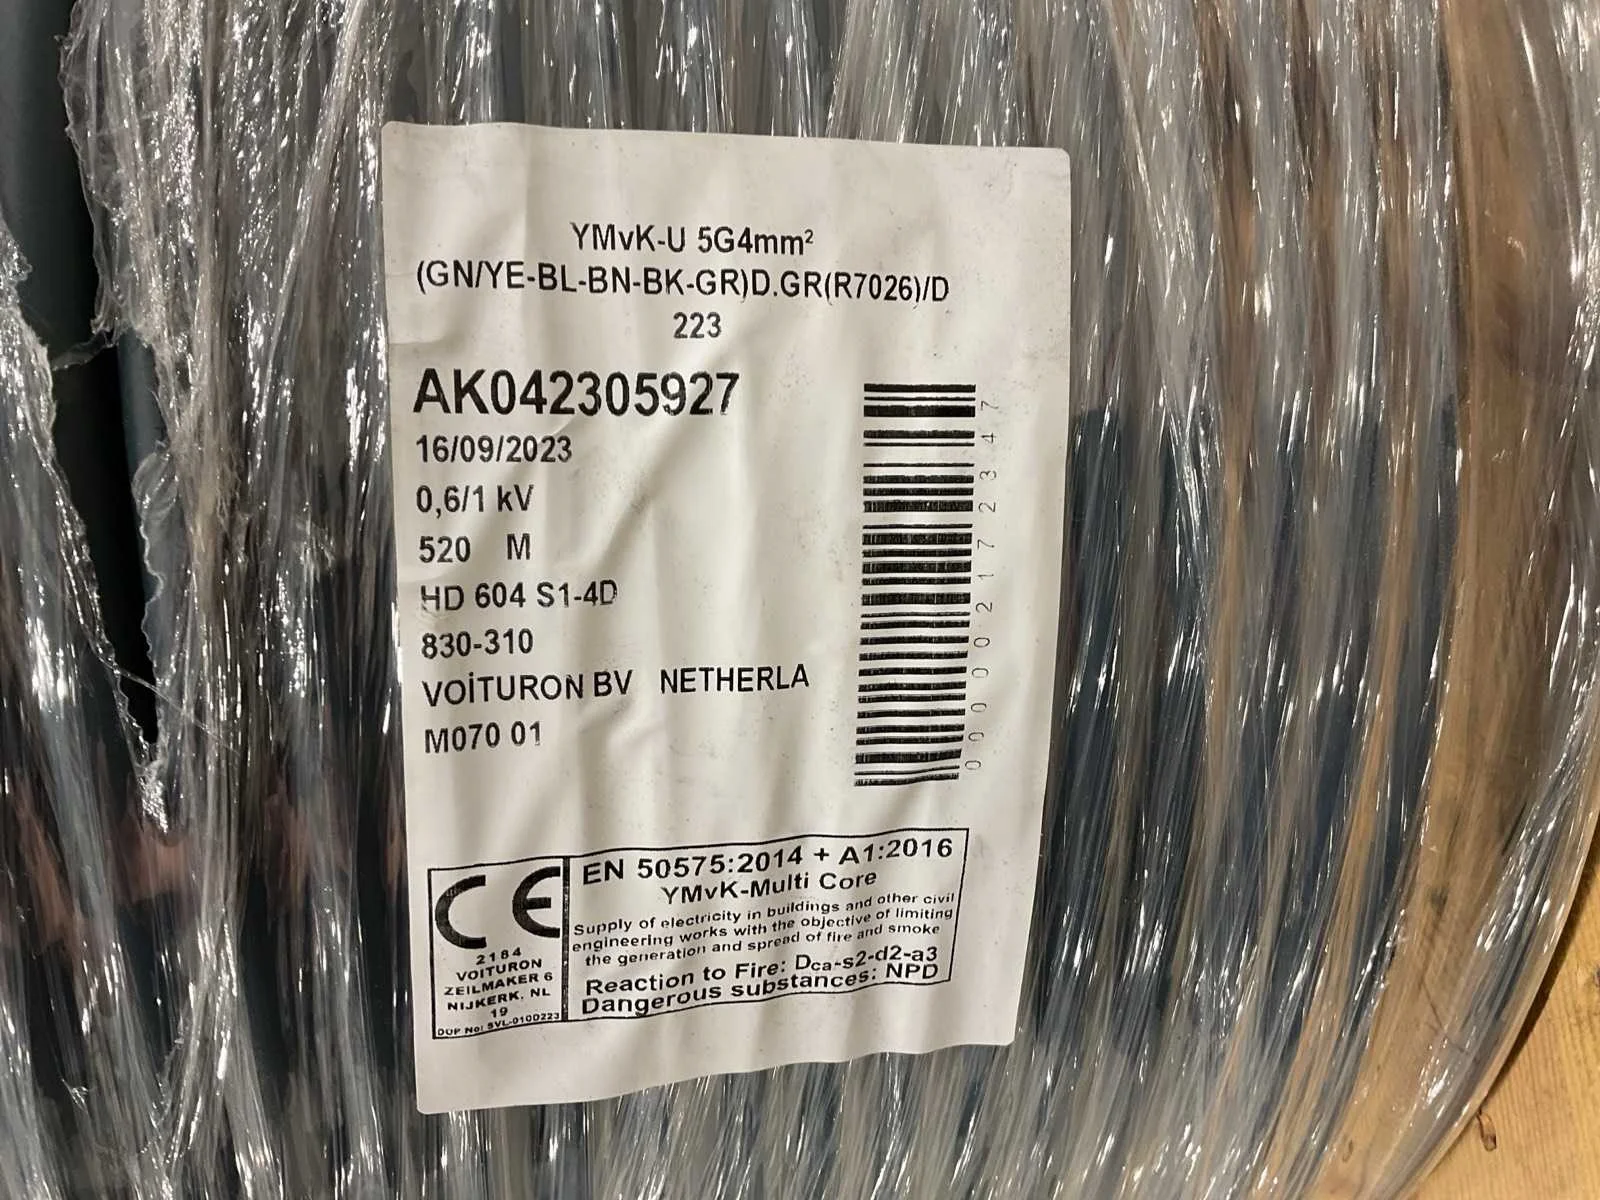 YMvK-U 5G4mm²
(GN/YE-BL-BN-BK-GR)D.GR(R7026)/D
223
AK042305927
16/09/2023
0,6/1 kV
520 M
HD 604 S1-4D
830-310
VOİTURON BV NETHERLA
M070 01
0000021723247
CE
2184
VOITURON
ZEILMAKER 6
NIJKERK, NL
19
DOP No: SVL-010D223
EN 50575:2014 + A1:2016
YMvK-Multi Core
Supply of electricity in buildings and other civil
engineering works with the objective of limiting
the generation and spread of fire and smoke
Reaction to Fire: Dca-s2-d2-a3
Dangerous substances: NPD